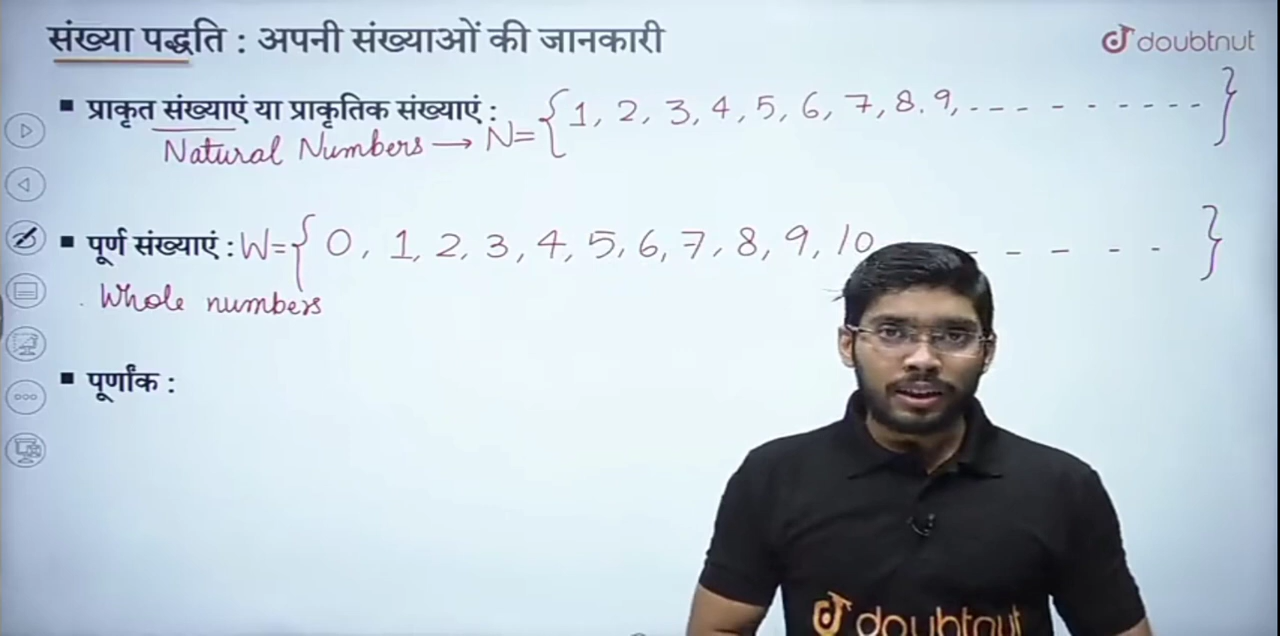 संख्या पद्धति : अपनी संख्याओं की जानकारी
doubtnut
▪ प्राकृत संख्याएं या प्राकृतिक संख्याएं :
Natural Numbers → N= { 1, 2, 3, 4, 5, 6, 7, 8. 9, - - - - - - - - - - }
▪ पूर्ण संख्याएं : W= { 0, 1, 2, 3, 4, 5, 6, 7, 8, 9, 10 - - - - - }
Whole numbers
▪ पूर्णांक :
doubtnut